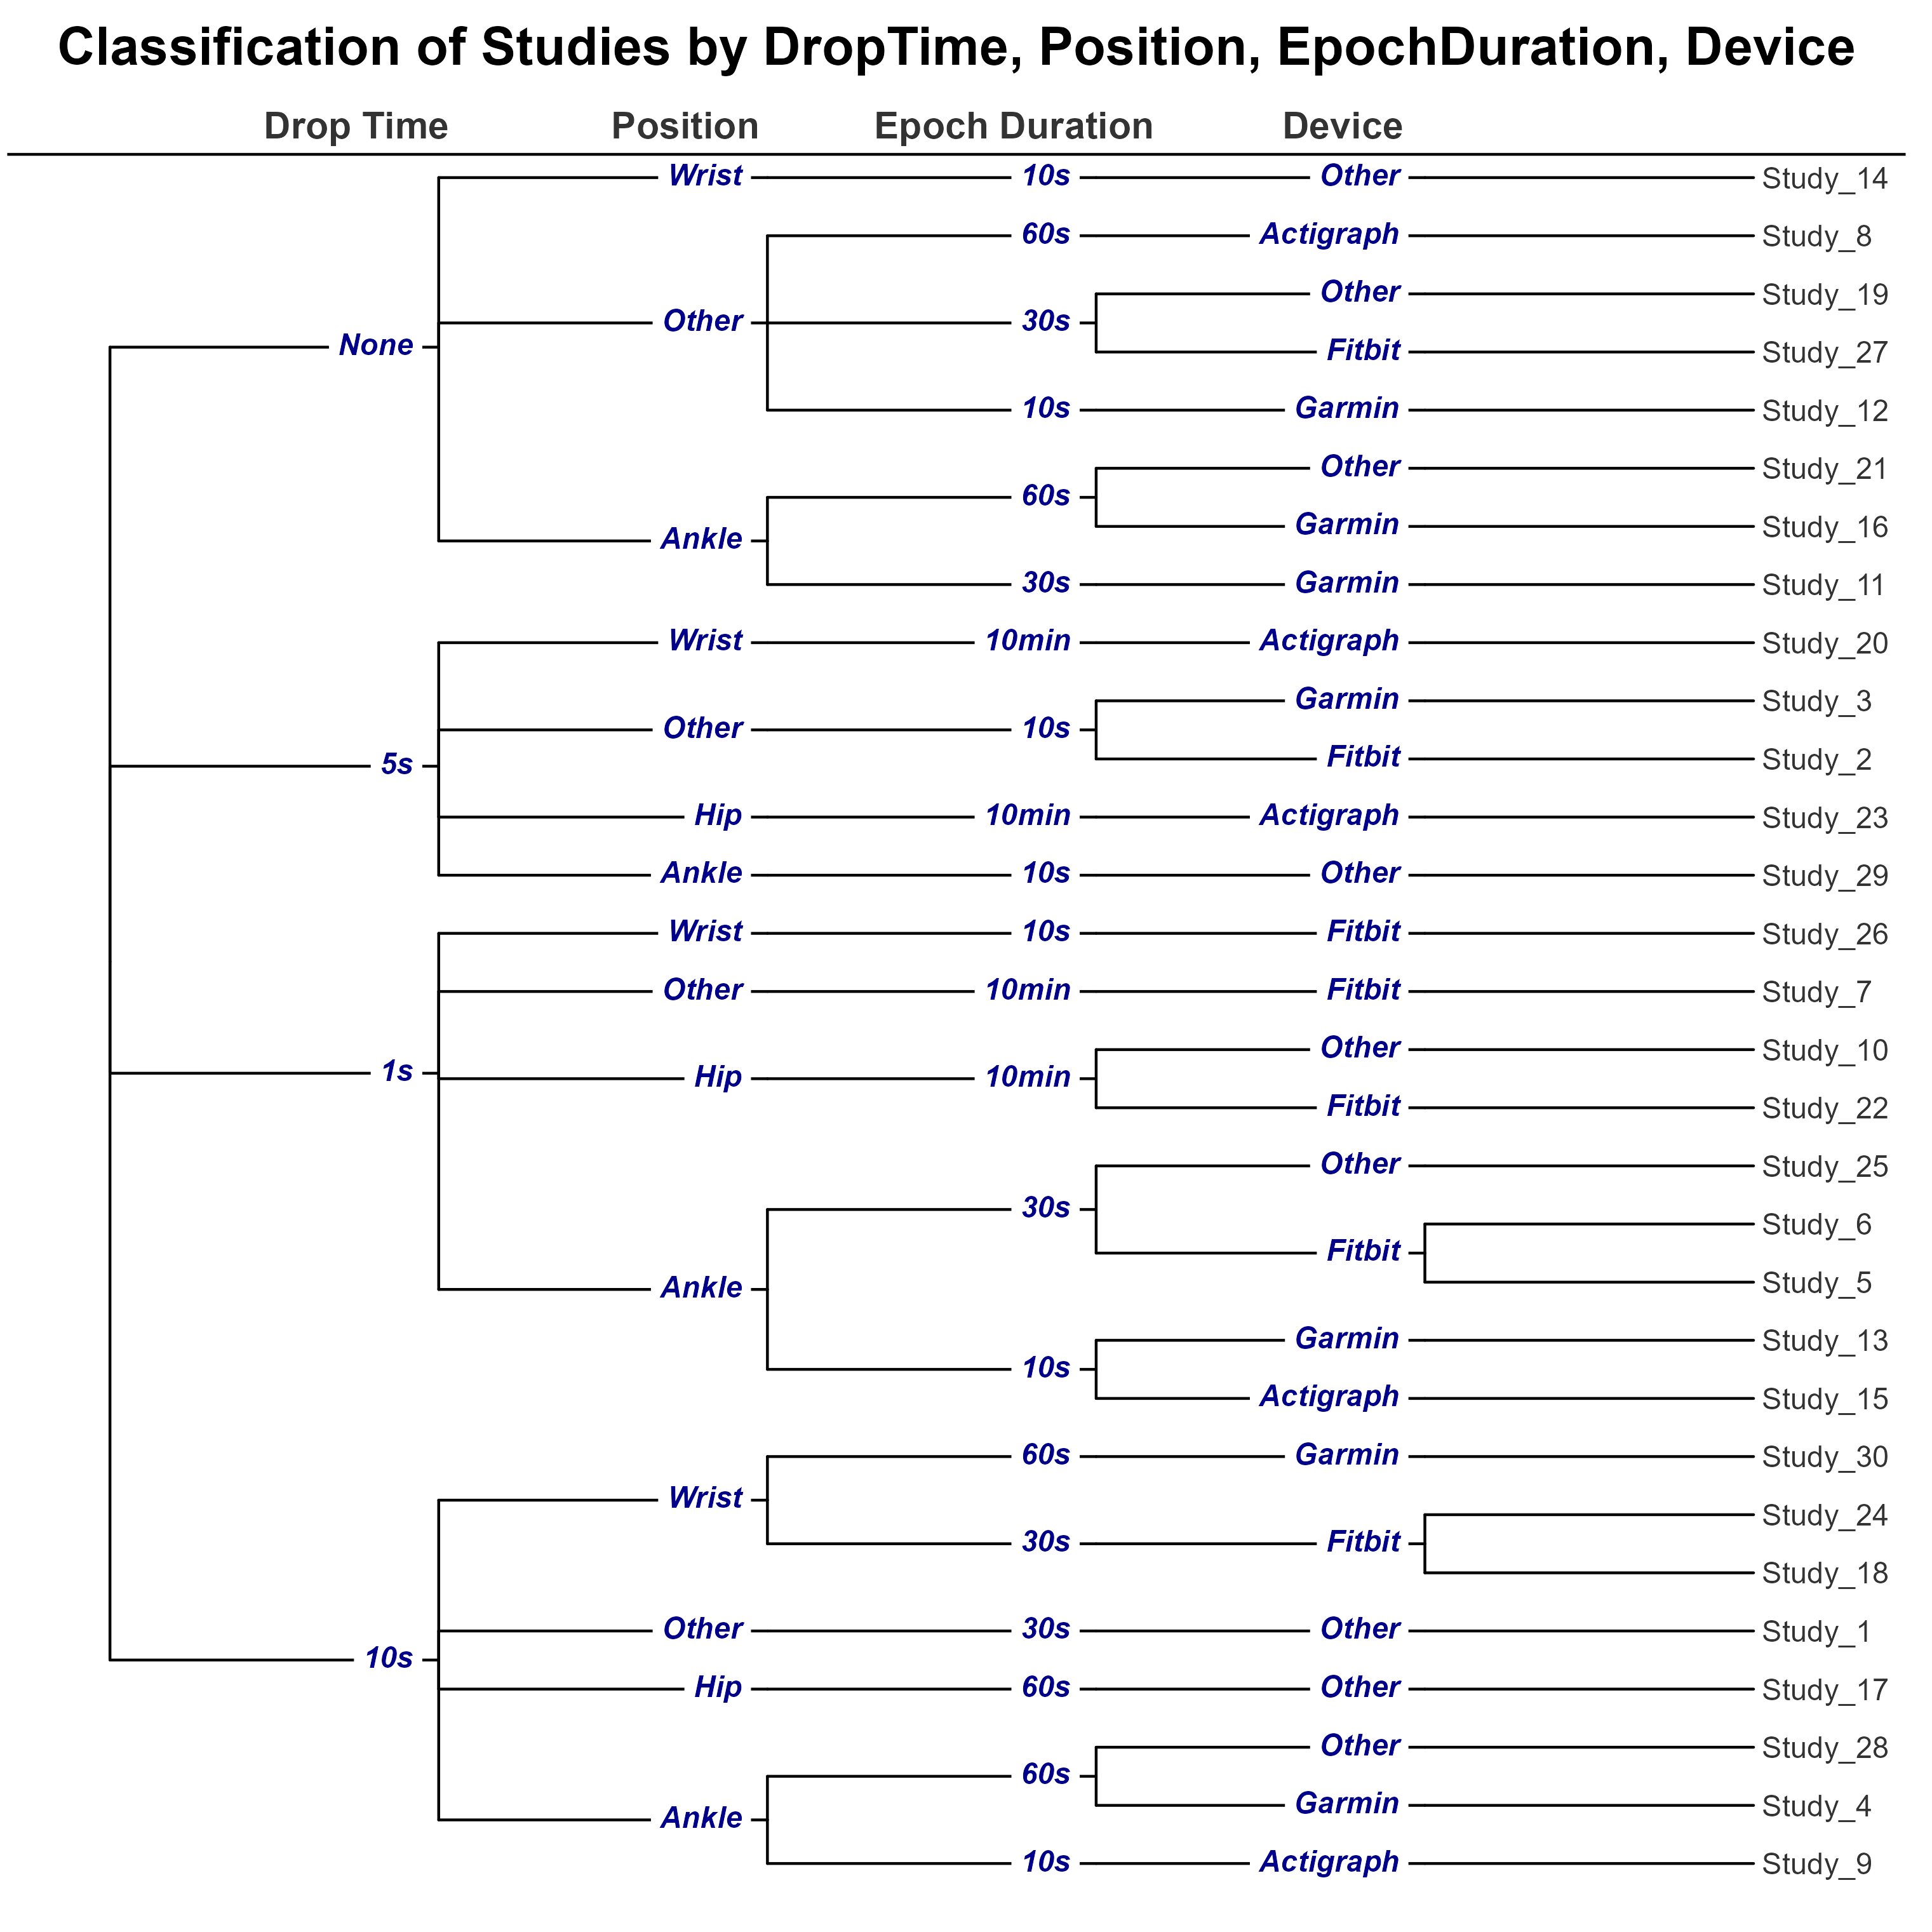 Classification of Studies by DropTime, Position, EpochDuration, Device
Drop Time Position Epoch Duration Device
Wrist 10s Other Study_14
60s Actigraph Study_8
Other Study_19
Other 30s
None
Fitbit Study_27
10s Garmin Study_12
Other Study_21
60s
Garmin Study_16
Ankle
30s Garmin Study_11
Wrist 10min Actigraph Study_20
Garmin Study_3
Other 10s
Fitbit Study_2
5s
Hip 10min Actigraph Study_23
Ankle 10s Other Study_29
Wrist 10s Fitbit Study_26
Other 10min Fitbit Study_7
Other Study_10
1s Hip 10min
Fitbit Study_22
Other Study_25
30s
Study_6
Fitbit
Study_5
Ankle
Garmin Study_13
10s
Actigraph Study_15
60s Garmin Study_30
Wrist
Study_24
30s Fitbit
Study_18
Other 30s Other Study_1
10s
Hip 60s Other Study_17
Other Study_28
60s
Garmin Study_4
Ankle
10s Actigraph Study_9